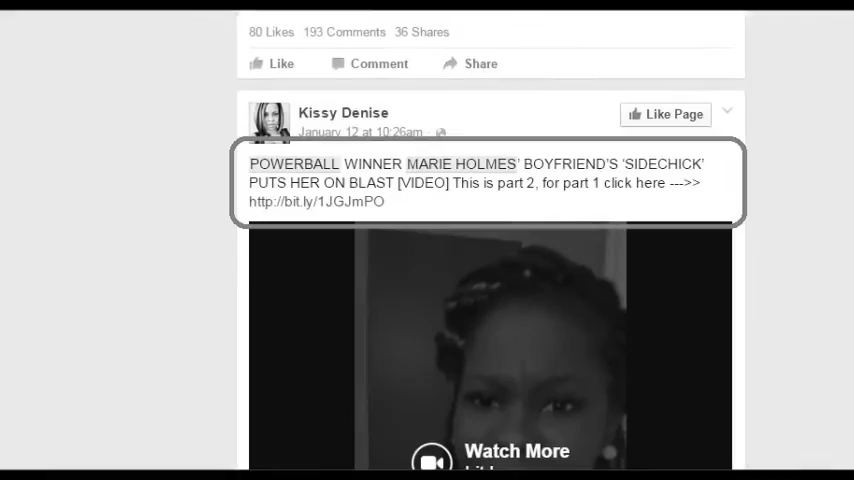 80 Likes 193 Comments 36 Shares
Like Comment Share
Kissy Denise
Like Page
January 12 at 10:26am
POWERBALL WINNER MARIE HOLMES' BOYFRIEND'S 'SIDECHICK'
PUTS HER ON BLAST [VIDEO] This is part 2, for part 1 click here --->>
http://bit.ly/1JGJmPO
Watch More